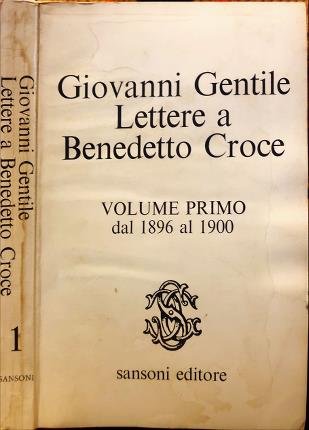 Giovanni Gentile
Lettere a Benedetto Croce
1
SANSONI
Giovanni Gentile
Lettere a
Benedetto Croce
VOLUME PRIMO
dal 1896 al 1900
sansoni editore